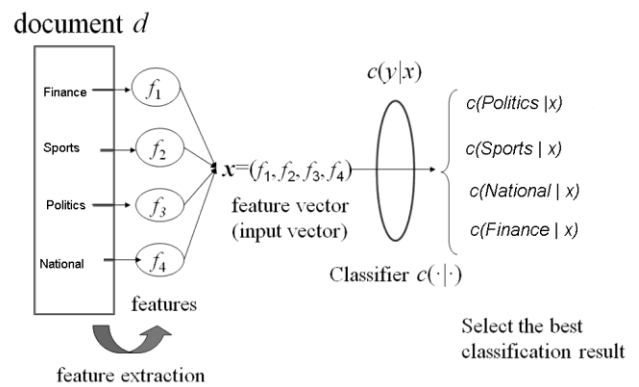 document d
Finance
f1
Sports
f2
Politics
f3
National
f4
features
feature extraction
x=(f1, f2, f3, f4)
feature vector
(input vector)
c(y|x)
Classifier c(·|·)
c(Politics |x)
c(Sports | x)
c(National | x)
c(Finance | x)
Select the best
classification result